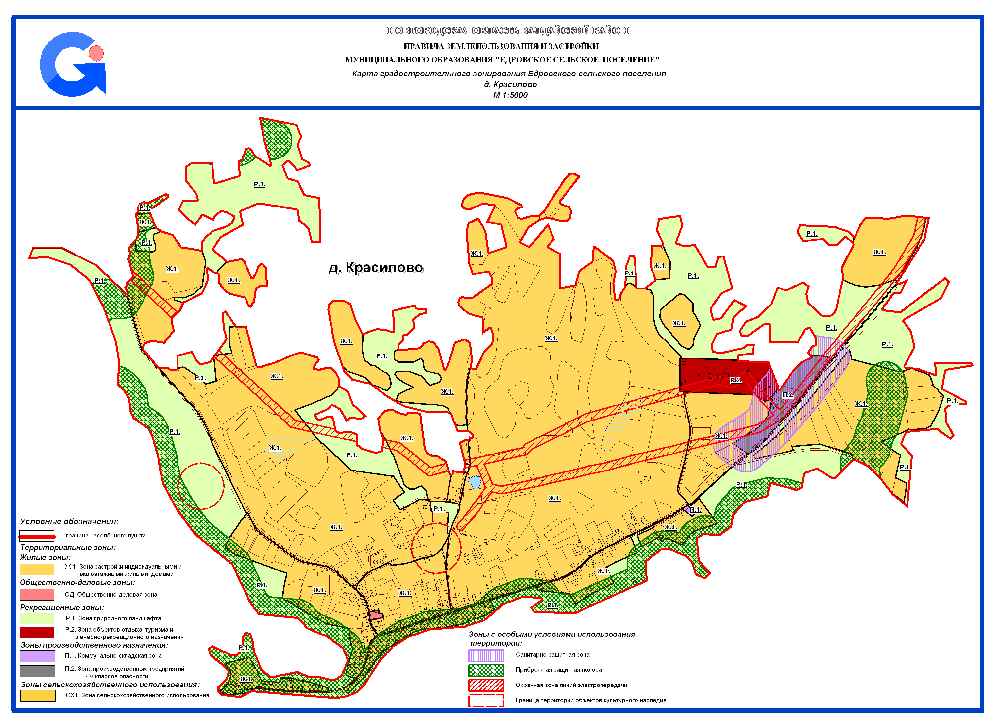 НОВГОРОДСКАЯ ОБЛАСТЬ ВАЛДАЙСКИЙ РАЙОН
ПРАВИЛА ЗЕМЛЕПОЛЬЗОВАНИЯ И ЗАСТРОЙКИ
МУНИЦИПАЛЬНОГО ОБРАЗОВАНИЯ "ЕДРОВСКОЕ СЕЛЬСКОЕ ПОСЕЛЕНИЕ"
Карта градостроительного зонирования Едровского сельского поселения
д. Красилово
М 1:5000
Р.1.
Р.1.
Ж.1.
Р.1.
Р.1.
Ж.1.
Ж.1.
Ж.1.
Р.1.
Ж.1.
Р.1.
Ж.1.
д. Красилово
Р.1.
Р.1.
Ж.1.
Ж.1.
Ж.1.
Р.1.
Р.1.
Р.1.
Ж.1.
Р.1.
Ж.1.
Р.1.
Ж.1.
Р.2.
П.2.
Ж.1.
Р.1.
Ж.1.
Р.1.
Ж.1.
Ж.1.
Ж.1.
Р.1.
Р.1.
Р.1.
Ж.1.
Р.1.
П.1.
Ж.1.
Ж.1.
Ж.1.
Р.1.
Ж.1.
Ж.1.
Р.1.
Р.1.
Ж.1.
Условные обозначения:
граница населённого пункта
Территориальные зоны:
Жилые зоны:
Ж.1. Зона застройки индивидуальными и
малоэтажными жилыми домами
Общественно-деловые зоны:
ОД. Общественно-деловая зона
Рекреационные зоны:
Р.1. Зона природного ландшафта
Р.2. Зона объектов отдыха, туризма,и
лечебно-рекреационного назначения
Зоны производственного назначения:
П.1. Коммунально-складская зона
П.2. Зона производственных предприятий
III - V классов опасности
Зоны сельскохозяйственного использования:
СХ1. Зона сельскохозяйственного использования
Зоны с особыми условиями использования
территории:
Санитарно-защитная зона
Прибрежная защитная полоса
Охранная зона линий электропередачи
Граница территории объектов культурного наследия